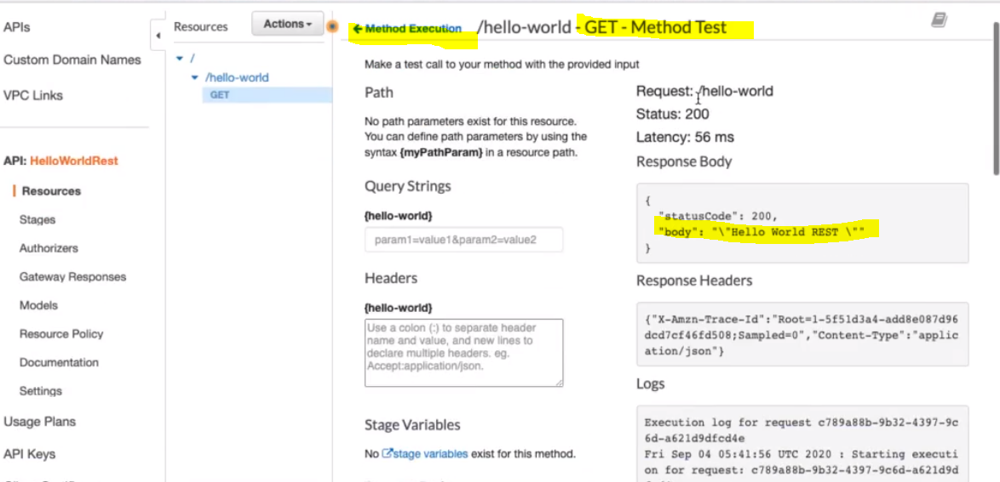 APIs
Custom Domain Names
VPC Links
API: HelloWorldRest
Resources
Stages
Authorizers
Gateway Responses
Models
Resource Policy
Documentation
Settings
Usage Plans
API Keys
Resources
Actions
/
/hello-world
GET
Method Execution /hello-world - GET - Method Test
Make a test call to your method with the provided input
Path
No path parameters exist for this resource.
You can define path parameters by using the
syntax {myPathParam} in a resource path.
Query Strings
{hello-world}
param1=value1&param2=value2
Headers
{hello-world}
Use a colon (:) to separate header
name and value, and new lines to
declare multiple headers. eg.
Accept:application/json.
Stage Variables
No stage variables exist for this method.
Request: /hello-world
Status: 200
Latency: 56 ms
Response Body
{
"statusCode": 200,
"body": "\"Hello World REST \""
}
Response Headers
{"X-Amzn-Trace-Id":"Root=1-5f51d3a4-add8e087d96
dcd7cf46fd508;Sampled=0","Content-Type":"applic
ation/json"}
Logs
Execution log for request c789a88b-9b32-4397-9c
6d-a621d9dfcd4e
Fri Sep 04 05:41:56 UTC 2020 : Starting executi
on for request: c789a88b-9b32-4397-9c6d-a621d9d